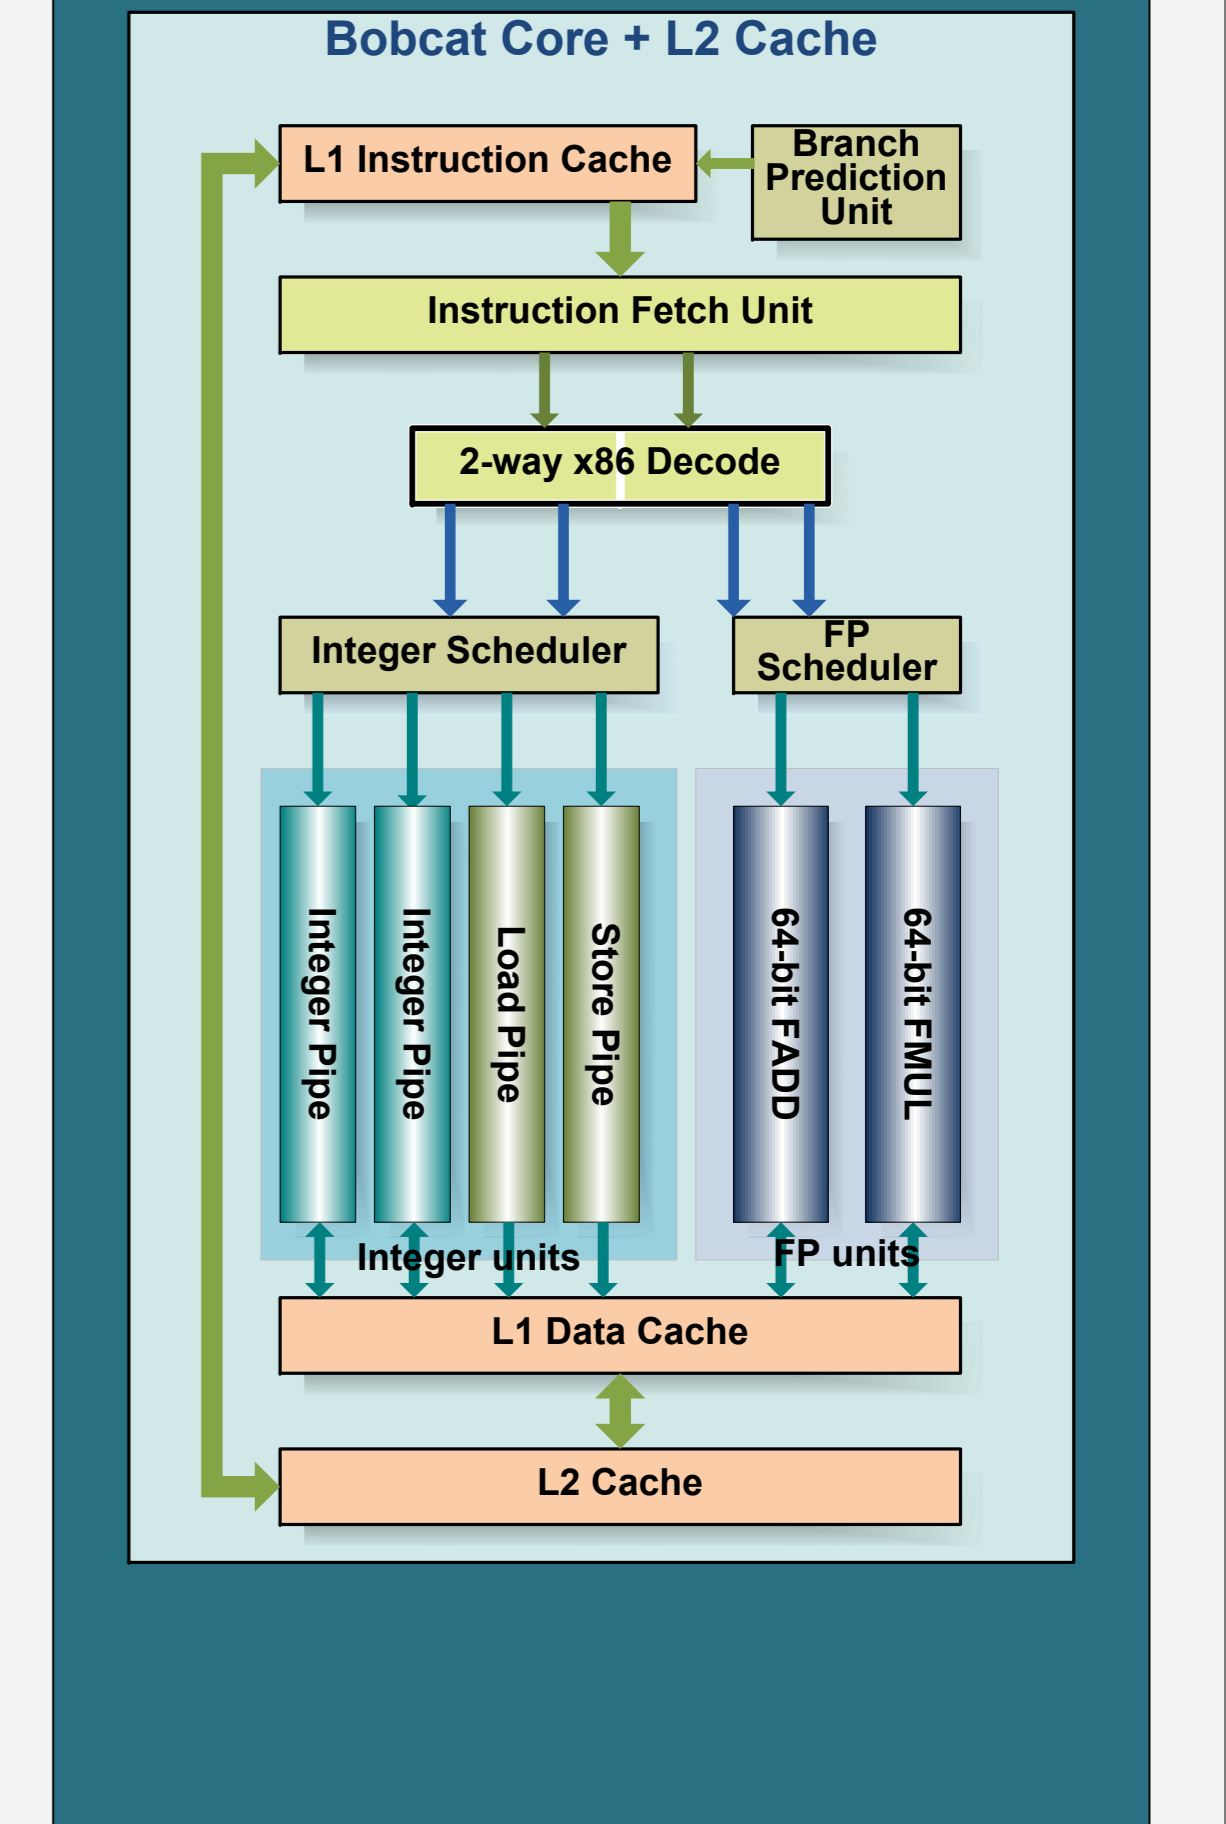 Bobcat Core + L2 Cache
L1 Instruction Cache
Branch
Prediction
Unit
Instruction Fetch Unit
2-way x86 Decode
Integer Scheduler
FP
Scheduler
Integer Pipe
Integer Pipe
Load Pipe
Store Pipe
64-bit FADD
64-bit FMUL
Integer units
FP units
L1 Data Cache
L2 Cache